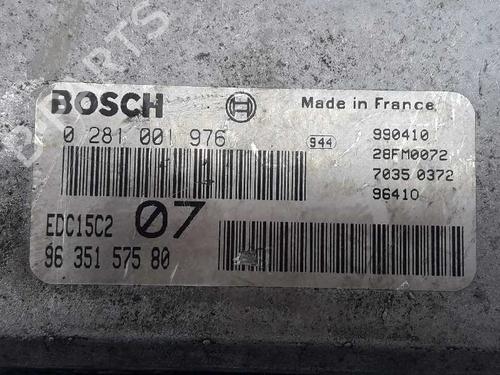 BOSCH
Made in France
0 281 001 976
944
990410
28FM0072
7035 0372
96410
EDC15C2
07
96 351 575 80
PARTS